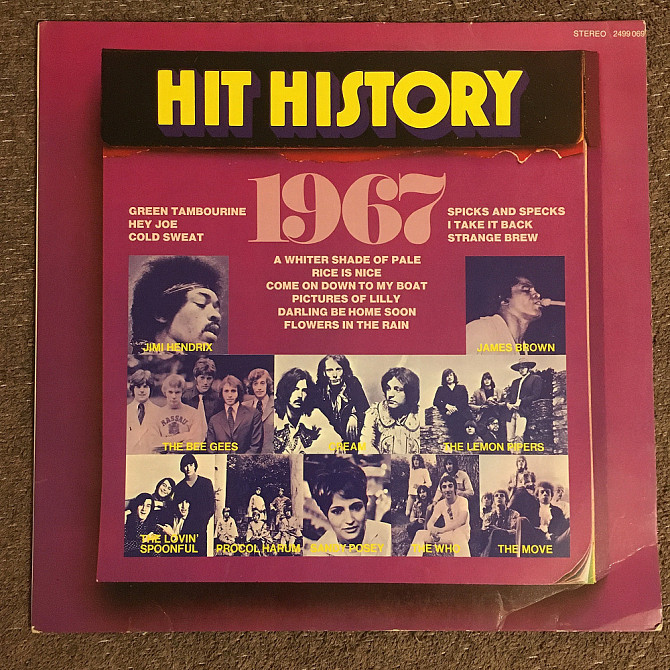 STEREO 2499 069
HIT HISTORY
1967
GREEN TAMBOURINE
HEY JOE
COLD SWEAT
SPICKS AND SPECKS
I TAKE IT BACK
STRANGE BREW
A WHITER SHADE OF PALE
RICE IS NICE
COME ON DOWN TO MY BOAT
PICTURES OF LILLY
DARLING BE HOME SOON
FLOWERS IN THE RAIN
JIMI HENDRIX
JAMES BROWN
THE BEE GEES
CREAM
THE LEMON PIPERS
THE LOVIN'
SPOONFUL
PROCOL HARUM
SANDY POSEY
THE WHO
THE MOVE